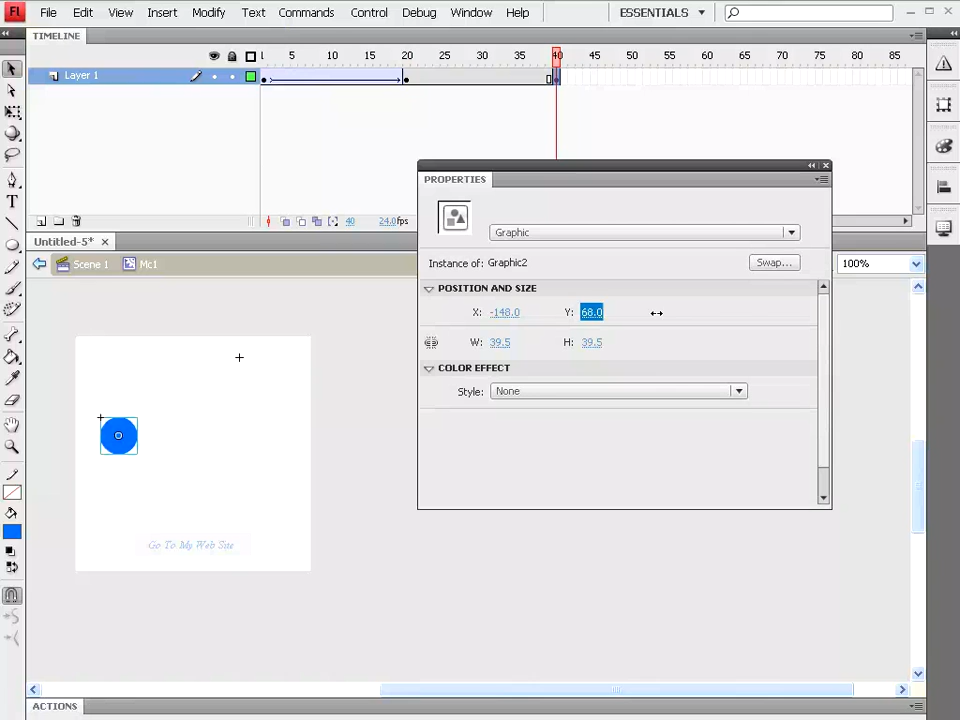 Fl File Edit View Insert Modify Text Commands Control Debug Window Help ESSENTIALS
TIMELINE
5 10 15 20 25 30 35 40 45 50 55 60 65 70 75 80 85
Layer 1
40 24.0fps
PROPERTIES
Graphic
Untitled-5*
Scene 1 Mc1
Instance of: Graphic2 Swap...
100%
POSITION AND SIZE
X: -148.0 Y: 68.0
W: 39.5 H: 39.5
COLOR EFFECT
Style: None
Go To My Web Site
ACTIONS